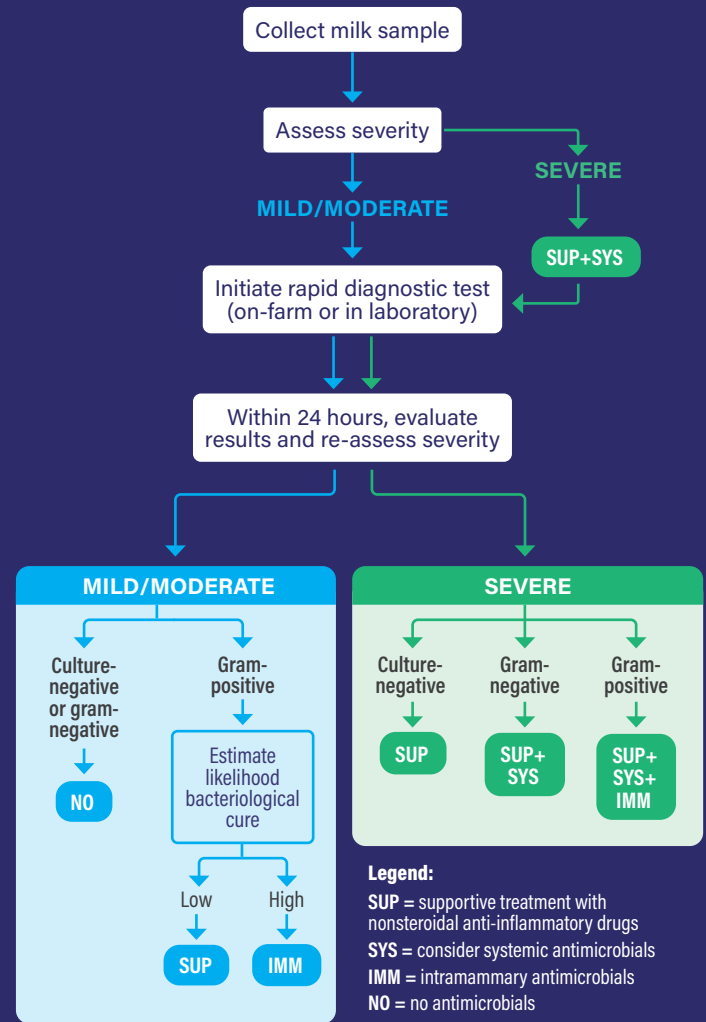 Collect milk sample
Assess severity
SEVERE
MILD/MODERATE
SUP+SYS
Initiate rapid diagnostic test
(on-farm or in laboratory)
Within 24 hours, evaluate
results and re-assess severity
MILD/MODERATE
Culture-
negative
or gram-
negative
NO
Gram-
positive
Estimate
likelihood
bacteriological
cure
Low
High
SUP
IMM
SEVERE
Culture-
negative
SUP
Gram-
negative
SUP+
SYS
Gram-
positive
SUP+
SYS+
IMM
Legend:
SUP = supportive treatment with
nonsteroidal anti-inflammatory drugs
SYS = consider systemic antimicrobials
IMM = intramammary antimicrobials
NO = no antimicrobials